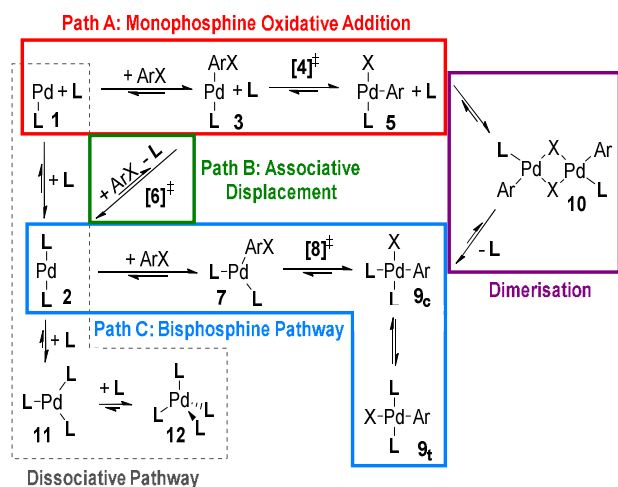 Path A: Monophosphine Oxidative Addition
ArX
Pd + L
+ ArX
Pd + L
[4]‡
X
Pd-Ar + L
L 1
L 3
L 5
+ L
+ ArX, - L
[6]‡
Path B: Associative
Displacement
L
X
Ar
Pd
Pd
Ar
X
L
10
- L
Dimerisation
L
Pd
L 2
+ ArX
ArX
L-Pd
L
7
[8]‡
X
L-Pd-Ar
L 9c
Path C: Bisphosphine Pathway
+ L
L
L-Pd
L
11
+ L
L
Pd
L
L
L
12
L
X-Pd-Ar
L 9t
Dissociative Pathway